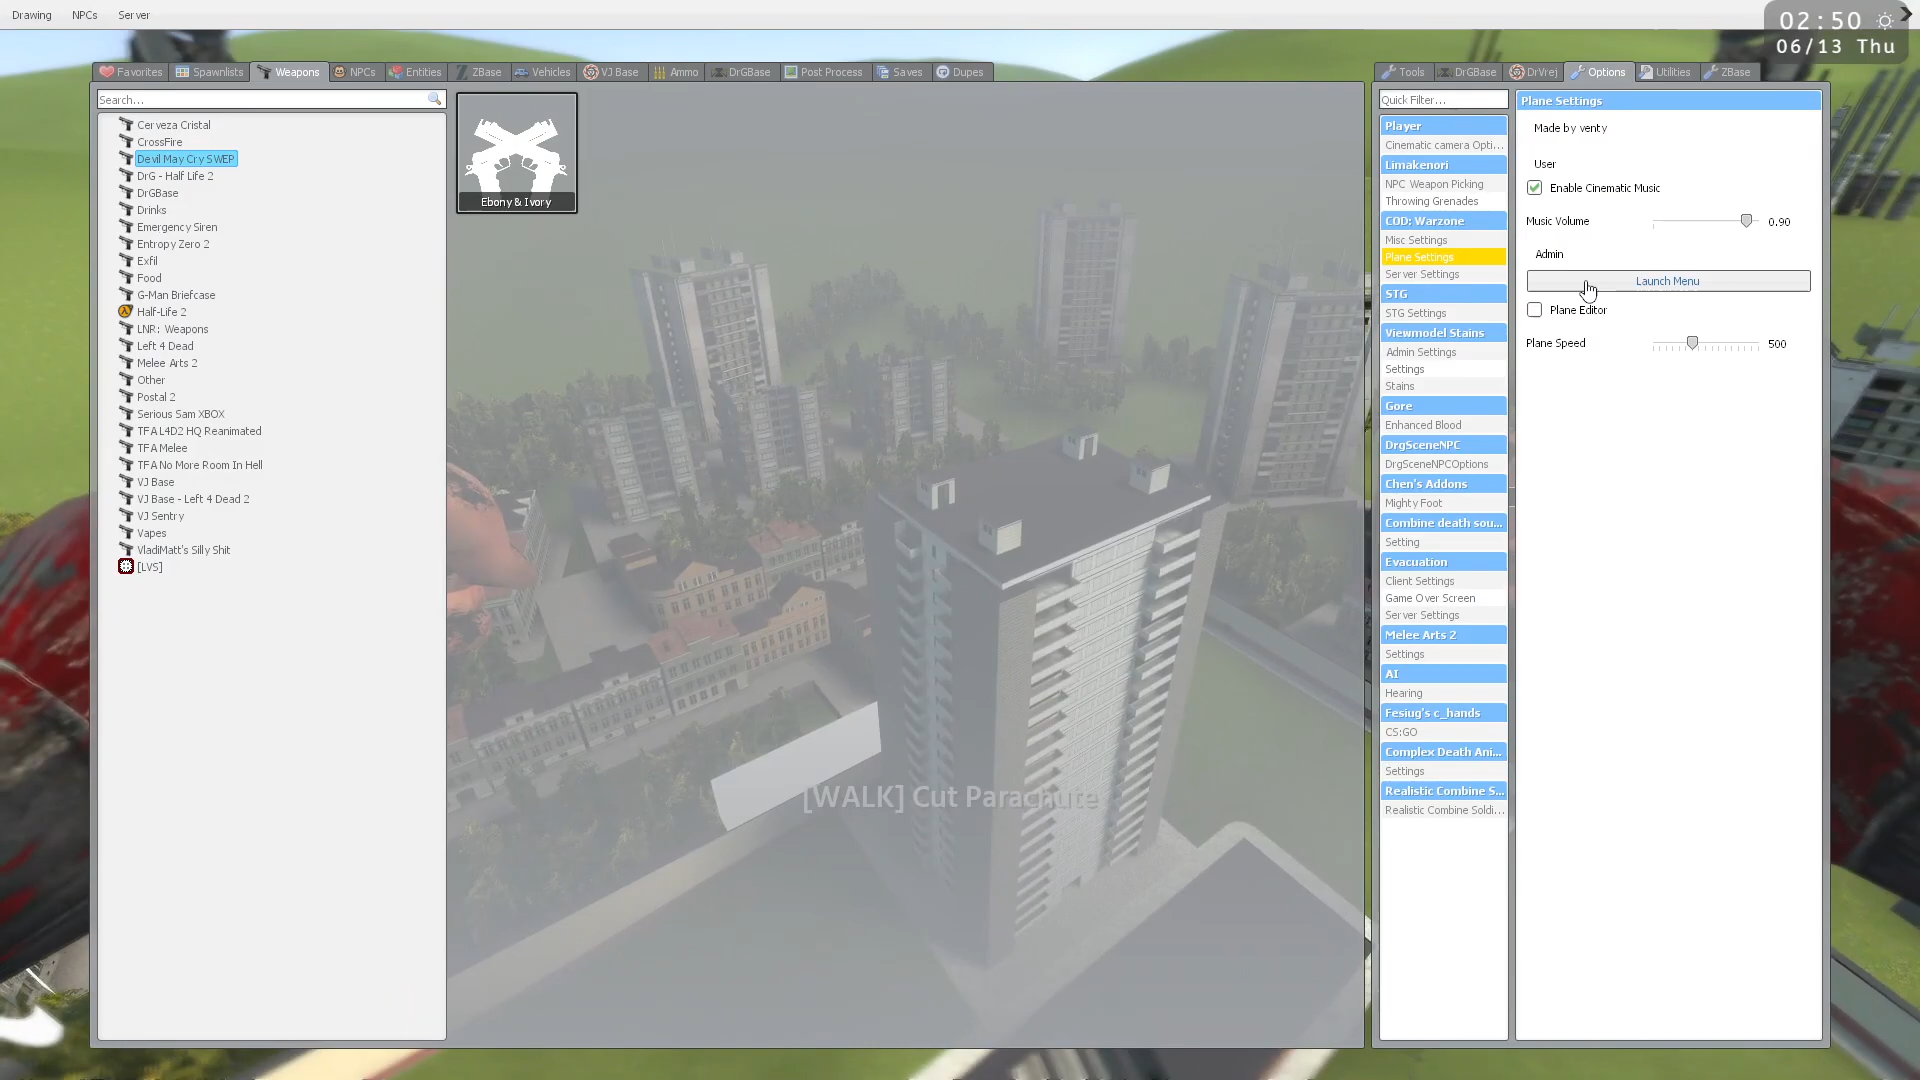 Drawing NPCs Server
02:50
06/13 Thu
Favorites Spawnlists Weapons NPCs Entities ZBase Vehicles VJ Base Ammo DrGBase Post Process Saves Dupes
Search...
Cerveza Cristal
CrossFire
Devil May Cry SWEP
DrG - Half Life 2
DrGBase
Drinks
Emergency Siren
Entropy Zero 2
Exfil
Food
G-Man Briefcase
Half-Life 2
LNR: Weapons
Left 4 Dead
Melee Arts 2
Other
Postal 2
Serious Sam XBOX
TFA L4D2 HQ Reanimated
TFA Melee
TFA No More Room In Hell
VJ Base
VJ Base - Left 4 Dead 2
VJ Sentry
Vapes
VladiMatt's Silly Shit
[LVS]
Ebony & Ivory
[WALK] Cut Parachute
Tools DrGBase DrVrej Options Utilities ZBase
Quick Filter...
Player
Cinematic camera Opti...
Limakenori
NPC Weapon Picking
Throwing Grenades
COD: Warzone
Misc Settings
Plane Settings
Server Settings
STG
STG Settings
Viewmodel Stains
Admin Settings
Settings
Stains
Gore
Enhanced Blood
DrgSceneNPC
DrgSceneNPCOptions
Chen's Addons
Mighty Foot
Combine death sou...
Setting
Evacuation
Client Settings
Game Over Screen
Server Settings
Melee Arts 2
Settings
AI
Hearing
Fesiug's c_hands
CS:GO
Complex Death Ani...
Settings
Realistic Combine S...
Realistic Combine Soldi...
Plane Settings
Made by venty
User
Enable Cinematic Music
Music Volume 0.90
Admin
Launch Menu
Plane Editor
Plane Speed 500